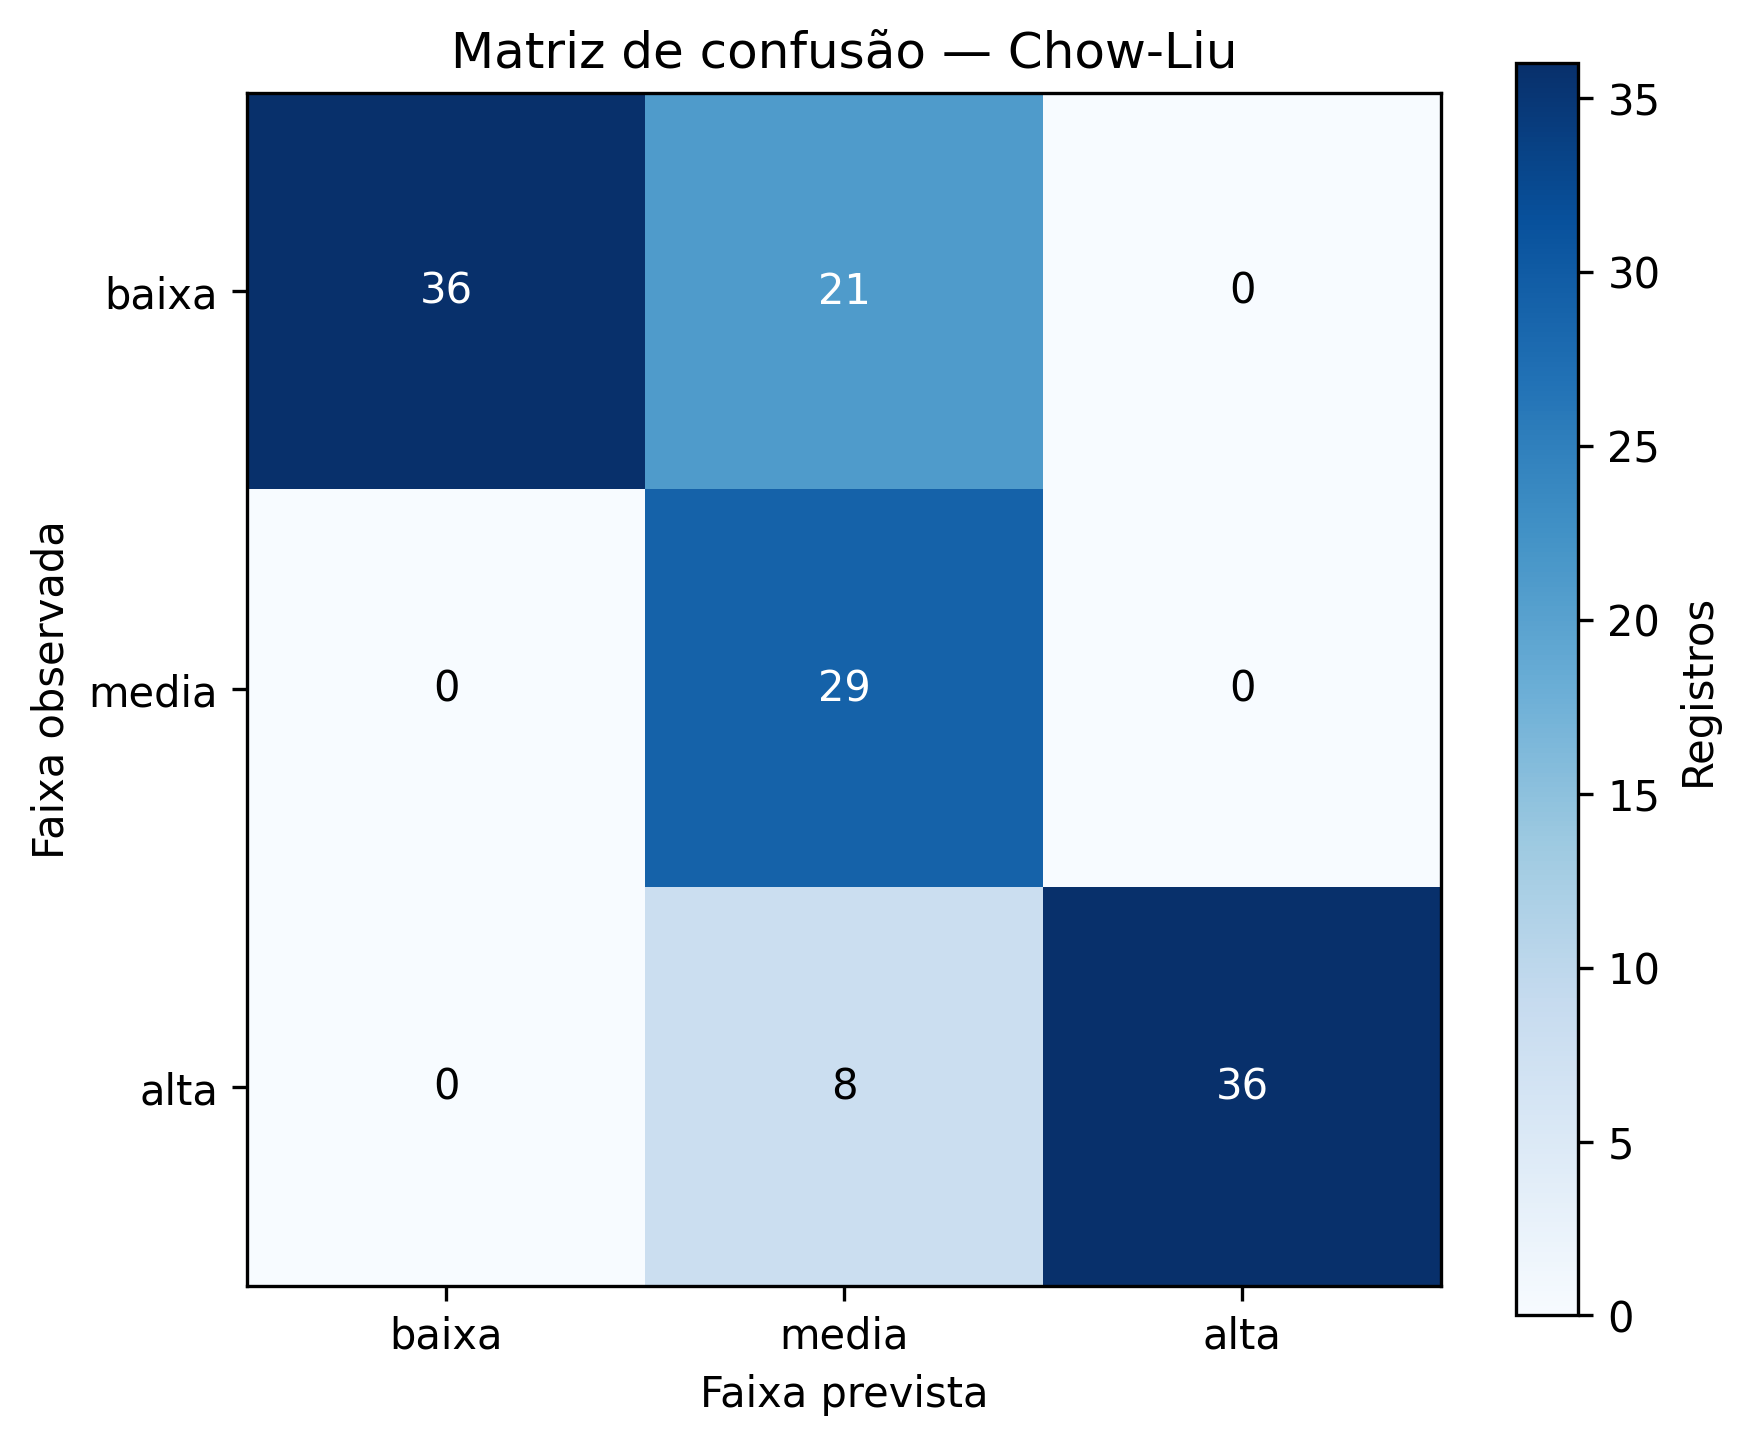 Matriz de confusão — Chow-Liu
Faixa observada
baixa
36
21
0
media
0
29
0
alta
0
8
36
baixa
media
alta
Faixa prevista
35
30
25
20
15
10
5
0
Registros